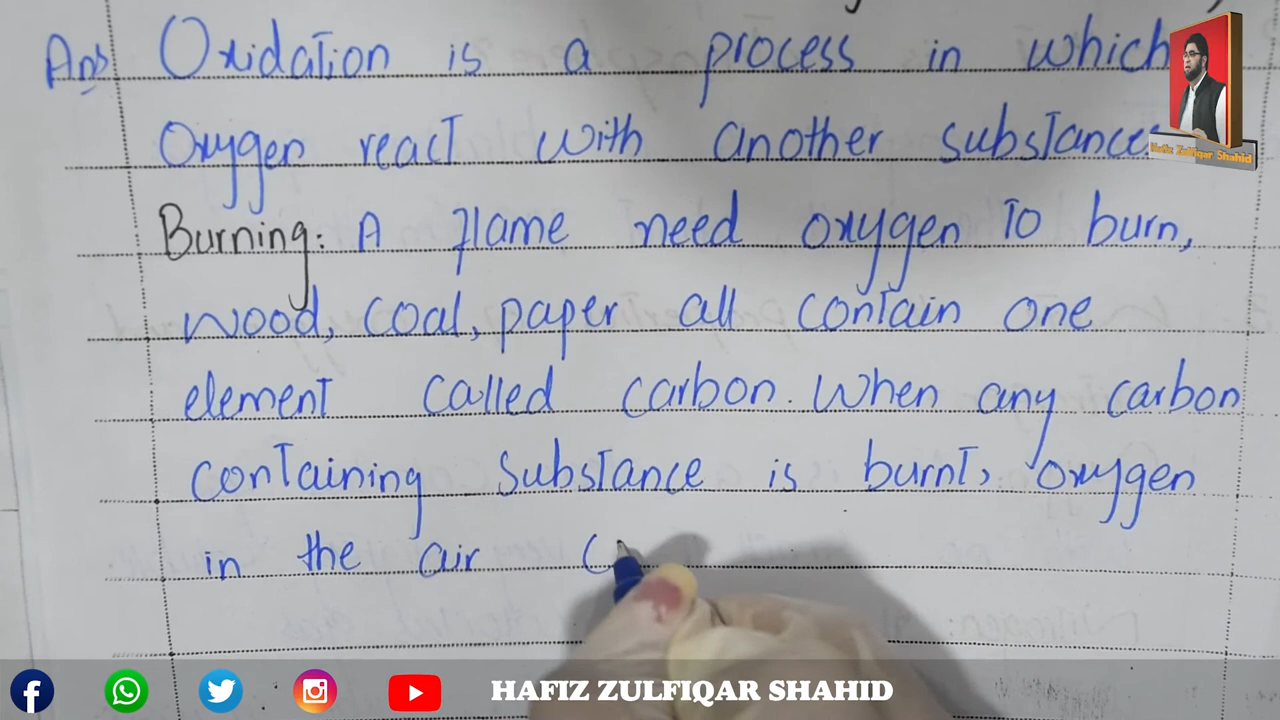 Ans Oxidation is a process in which
Oxygen react with another substances
Burning: A flame need oxygen To burn,
wood, coal, paper all contain one
element called carbon. When any carbon
containing substance is burnt, oxygen
in the air C
Hafiz Zulfiqar Shahid
HAFIZ ZULFIQAR SHAHID